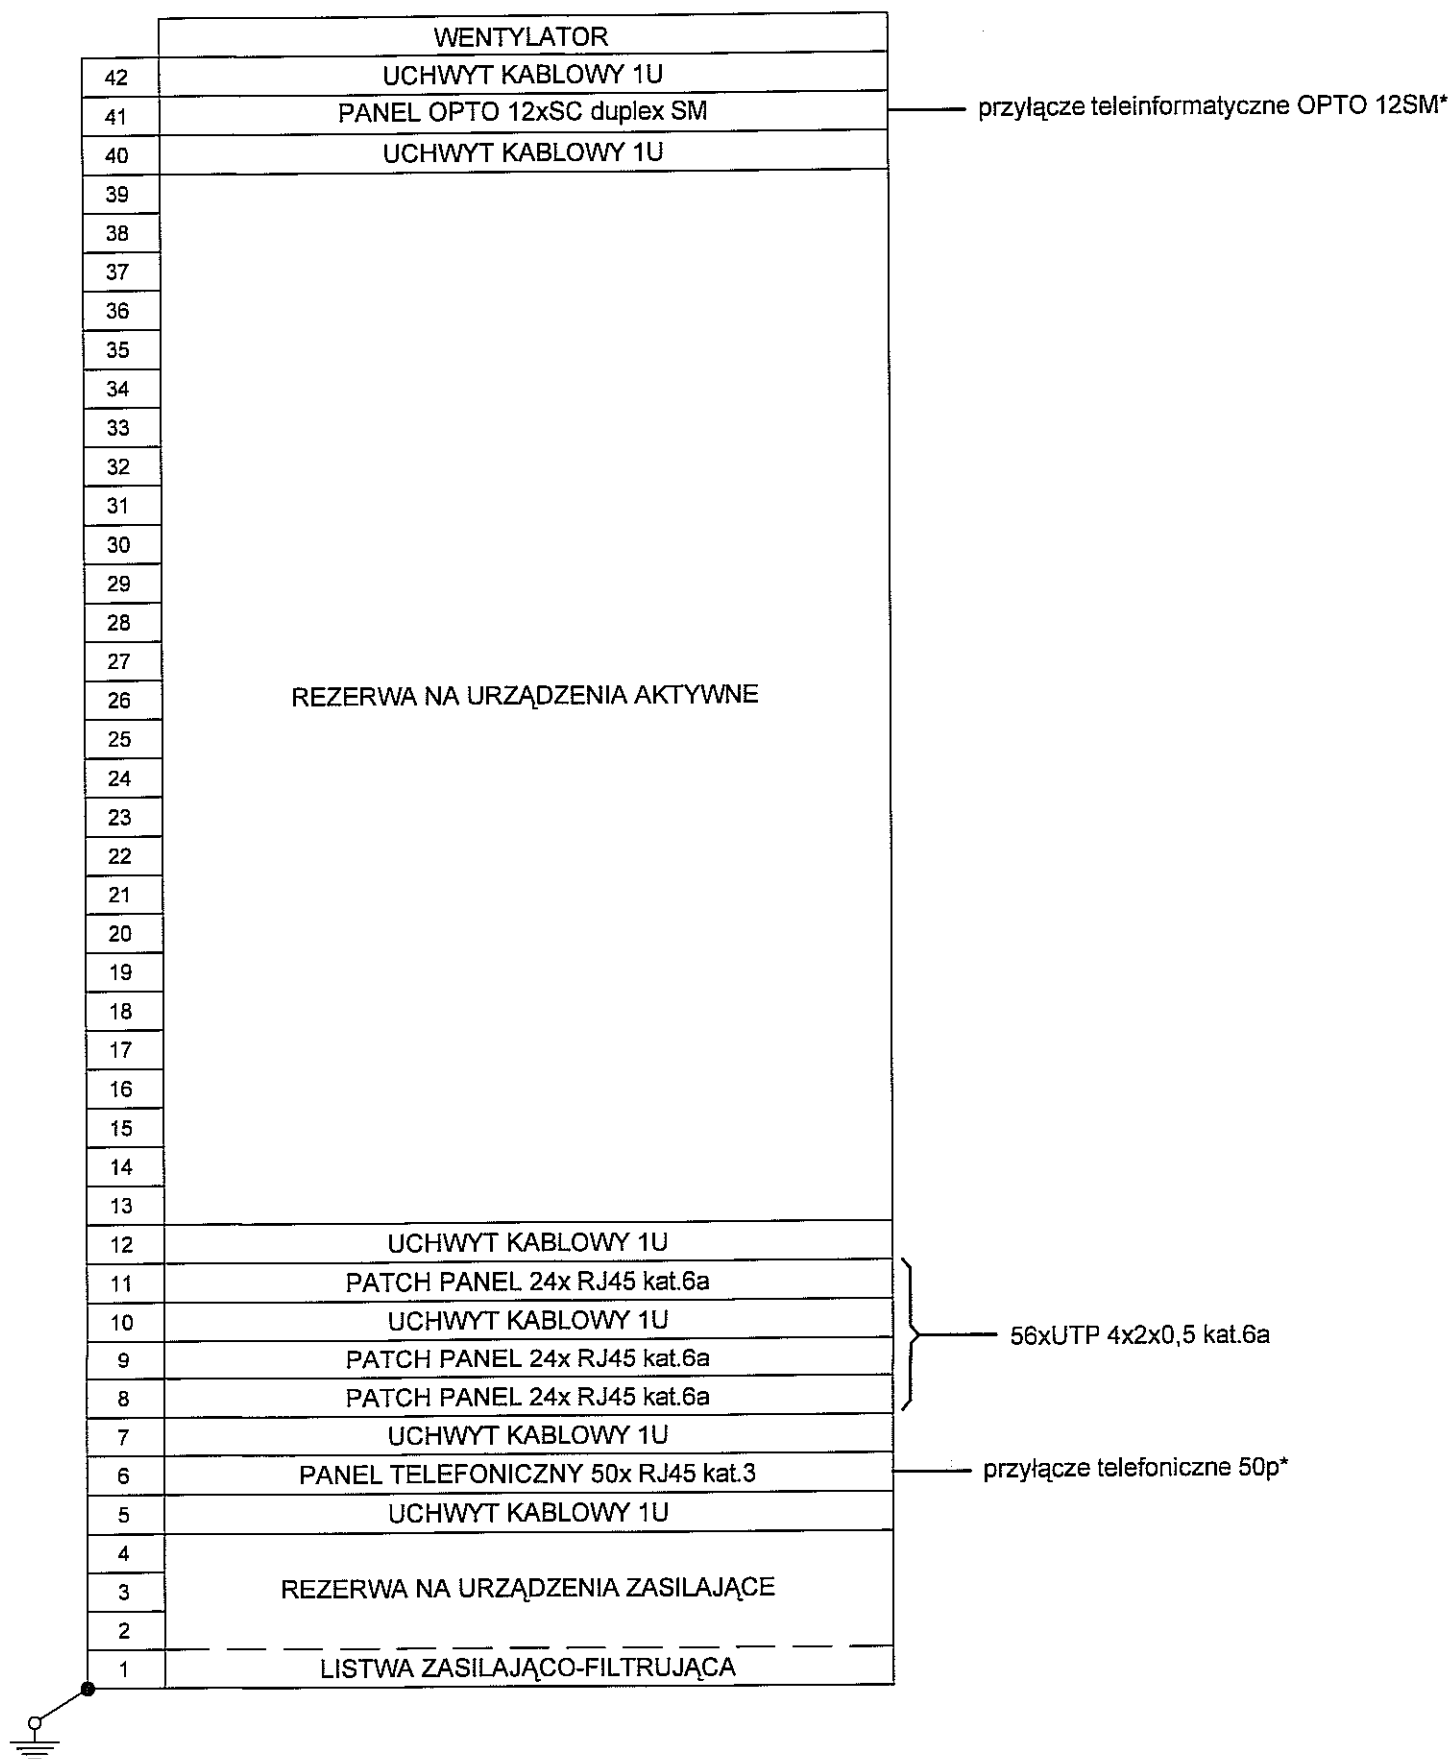 WENTYLATOR
42 UCHWYT KABLOWY 1U
41 PANEL OPTO 12xSC duplex SM przyłącze teleinformatyczne OPTO 12SM*
40 UCHWYT KABLOWY 1U
39
38
37
36
35
34
33
32
31
30
29
28
27
26 REZERWA NA URZĄDZENIA AKTYWNE
25
24
23
22
21
20
19
18
17
16
15
14
13
12 UCHWYT KABLOWY 1U
11 PATCH PANEL 24x RJ45 kat.6a
10 UCHWYT KABLOWY 1U
56xUTP 4x2x0,5 kat.6a
9 PATCH PANEL 24x RJ45 kat.6a
8 PATCH PANEL 24x RJ45 kat.6a
7 UCHWYT KABLOWY 1U
6 PANEL TELEFONICZNY 50x RJ45 kat.3 przyłącze telefoniczne 50p*
5 UCHWYT KABLOWY 1U
4
3 REZERWA NA URZĄDZENIA ZASILAJĄCE
2
1 LISTWA ZASILAJĄCO-FILTRUJĄCA